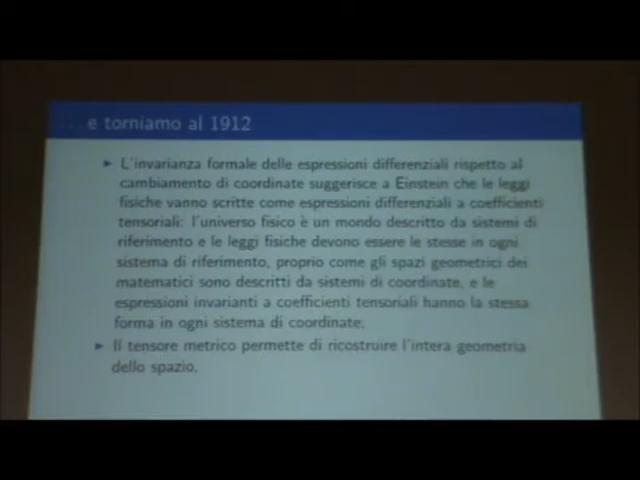 ... e torniamo al 1912
L'invarianza formale delle espressioni differenziali rispetto al
cambiamento di coordinate suggerisce a Einstein che le leggi
fisiche vanno scritte come espressioni differenziali a coefficienti
tensoriali: l'universo fisico è un mondo descritto da sistemi di
riferimento e le leggi fisiche devono essere le stesse in ogni
sistema di riferimento, proprio come gli spazi geometrici dei
matematici sono descritti da sistemi di coordinate, e le
espressioni invarianti a coefficienti tensoriali hanno la stessa
forma in ogni sistema di coordinate;
Il tensore metrico permette di ricostruire l'intera geometria
dello spazio,